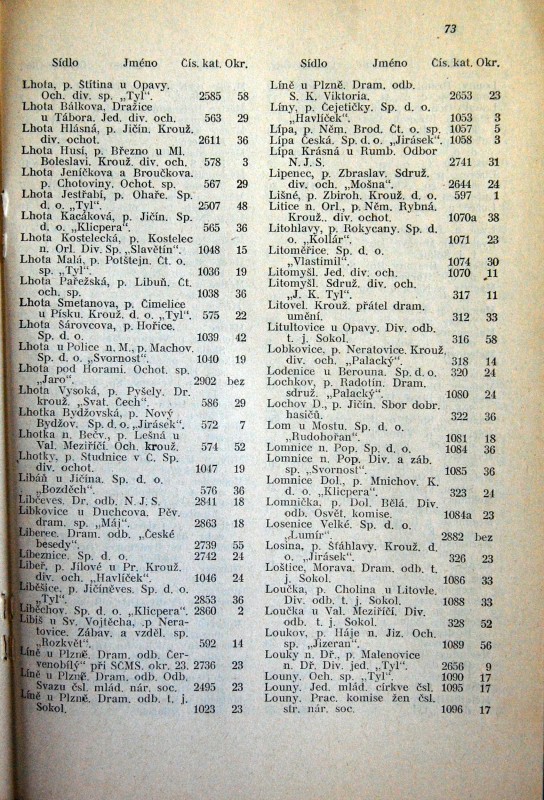 73
Sídlo Jméno Čís. kat. Okr.
Lhota, p. Štítina u Opavy.
Och. div. sp. „Tyl“. 2585 58
Lhota Bálkova, Dražice
u Tábora. Jed. div. och. 563 29
Lhota Hlásná, p. Jičín. Krouž.
div. ochot. 2611 36
Lhota Husí, p. Březno u Ml.
Boleslavi. Krouž. div. och. 578 3
Lhota Jeníčkova a Broučkova.
p. Chotoviny. Ochot. sp. 567 29
Lhota Jestřabí, p. Ohaře. Sp.
d. o. „Tyl“. 2507 48
Lhota Kacáková, p. Jičín. Sp.
d. o. „Klicpera“. 565 36
Lhota Kostelecká, p. Kostelec
n. Orl. Div. Sp. „Slavětín“. 1048 15
Lhota Malá, p. Potštejn. Čt. o.
sp. „Tyl“. 1036 19
Lhota Pařežská, p. Libuň. Čt.
och. sp. 1038 36
Lhota Smetanova, p. Čimelice
u Písku. Krouž. d. o. „Tyl“. 575 22
Lhota Šárovcova, p. Hořice.
Sp. d. o. 1039 42
Lhota u Police n. M., p. Machov.
Sp. d. o. „Svornost“. 1040 19
Lhota pod Horami. Ochot. sp.
„Jaro“. 2902 bez
Lhota Vysoká, p. Pyšely. Dr.
krouž. „Svat. Čech“. 586 29
Lhotka Bydžovská, p. Nový
Bydžov. Sp. d. o. „Jirásek“. 572 7
Lhotka n. Bečv., p. Lešná u
Val. Meziříčí. Och. krouž. 574 52
Lhotky, p. Studnice v Č. Sp.
div. ochot. 1047 19
Libáň u Jičína. Sp. d. o.
„Bozděch“. 576 36
Libčeves. Dr. odb. N. J. S. 2841 18
Libkovice u Duchcova. Pěv.
dram. sp. „Máj“. 2863 18
Liberec. Dram. odb. „České
besedy“. 2739 55
Libeznice. Sp. d. o. 2742 24
Libeř, p. Jílové u Pr. Krouž.
div. och. „Havlíček“. 1046 24
Liběšice, p. Jičíněves. Sp. d. o.
„Tyl“. 2853 36
Liběchov. Sp. d. o. „Klicpera“. 2860 2
Libiš u Sv. Vojtěcha, .p Nera-
tovice. Zábav. a vzděl. sp.
„Rozkvět“. 592 14
Líně u Plzně. Dram. odb. „Čer-
venobílý“ při SČMS. okr. 23. 2736 23
Líně u Plzně. Dram. odb. Odb.
Svazu čsl. mlád. nár. soc. 2495 23
Líně u Plzně. Dram. odb. t. j.
Sokol. 1023 23
Sídlo Jméno Čís. kat. Okr.
Líně u Plzně. Dram. odb.
S. K. Viktoria. 2653 23
Líny, p. Čejetičky. Sp. d. o.
„Havlíček“. 1053 3
Lípa, p. Něm. Brod. Čt. o. sp. 1057 5
Lípa Česká. Sp. d. o. „Jirásek“. 1058 3
Lípa Krásná u Rumb. Odbor
N. J. S. 2741 31
Lipenec, p. Zbraslav. Sdruž.
div. och. „Mošna“. 2644 24
Lišné, p. Zbiroh. Krouž. d. o. 597 1
Litice n. Orl., p. Něm. Rybná.
Krouž.. div. ochot. 1070a 38
Litohlavy, p. Rokycany. Sp. d.
o. „Kollár“. 1071 23
Litoměřice. Sp. d. o.
„Vlastimil“. 1074 30
Litomyšl. Jed. div. och. 1070 11
Litomyšl. Sdruž. div. och.
„J. K. Tyl“. 317 11
Litovel. Krouž. přátel dram.
umění. 312 33
Litultovice u Opavy. Div. odb.
t. j. Sokol. 316 58
Lobkovice, p. Neratovice. Krouž.
div. och. „Palacký“. 318 14
Lodenice u Berouna. Sp. d. o. 320 24
Lochkov, p. Radotín. Dram.
sdruž. „Palacký“. 1080 24
Lochov D., p. Jičín. Sbor dobr.
hasičů. 322 36
Lom u Mostu. Sp. d. o.
„Rudohořan“. 1081 18
Lomnice n. Pop. Sp. d. o. 1084 36
Lomnice n. Pop. Div. a záb.
sp. „Svornost“. 1085 36
Lomnice Dol., p. Mnichov. K.
d. o. „Klicpera“. 323 24
Lomnička, p. Dol. Bělá. Div.
odb. Osvět. komise. 1084a 23
Losenice Velké. Sp. d. o.
„Lumír“. 2882 bez
Losina, p. Šťáhlavy. Krouž. d.
o. „Jirásek“. 326 23
Loštice, Morava. Dram. odb. t.
j. Sokol. 1086 33
Loučka, p. Cholina u Litovle.
Div. odb. t. j. Sokol. 1088 33
Loučka u Val. Meziříčí. Div.
odb. t. j. Sokol. 328 52
Loukov, p. Háje n. Jiz. Och.
sp. „Jizeran“. 1089 56
Louky n. Dř., p. Malenovice
n. Dř. Div. jed. „Tyl“. 2656 9
Louny. Och. sp. „Tyl“. 1090 17
Louny. Jed. mlád. církve čsl. 1095 17
Louny. Prac. komise žen čsl.
str. nár. soc. 1096 17